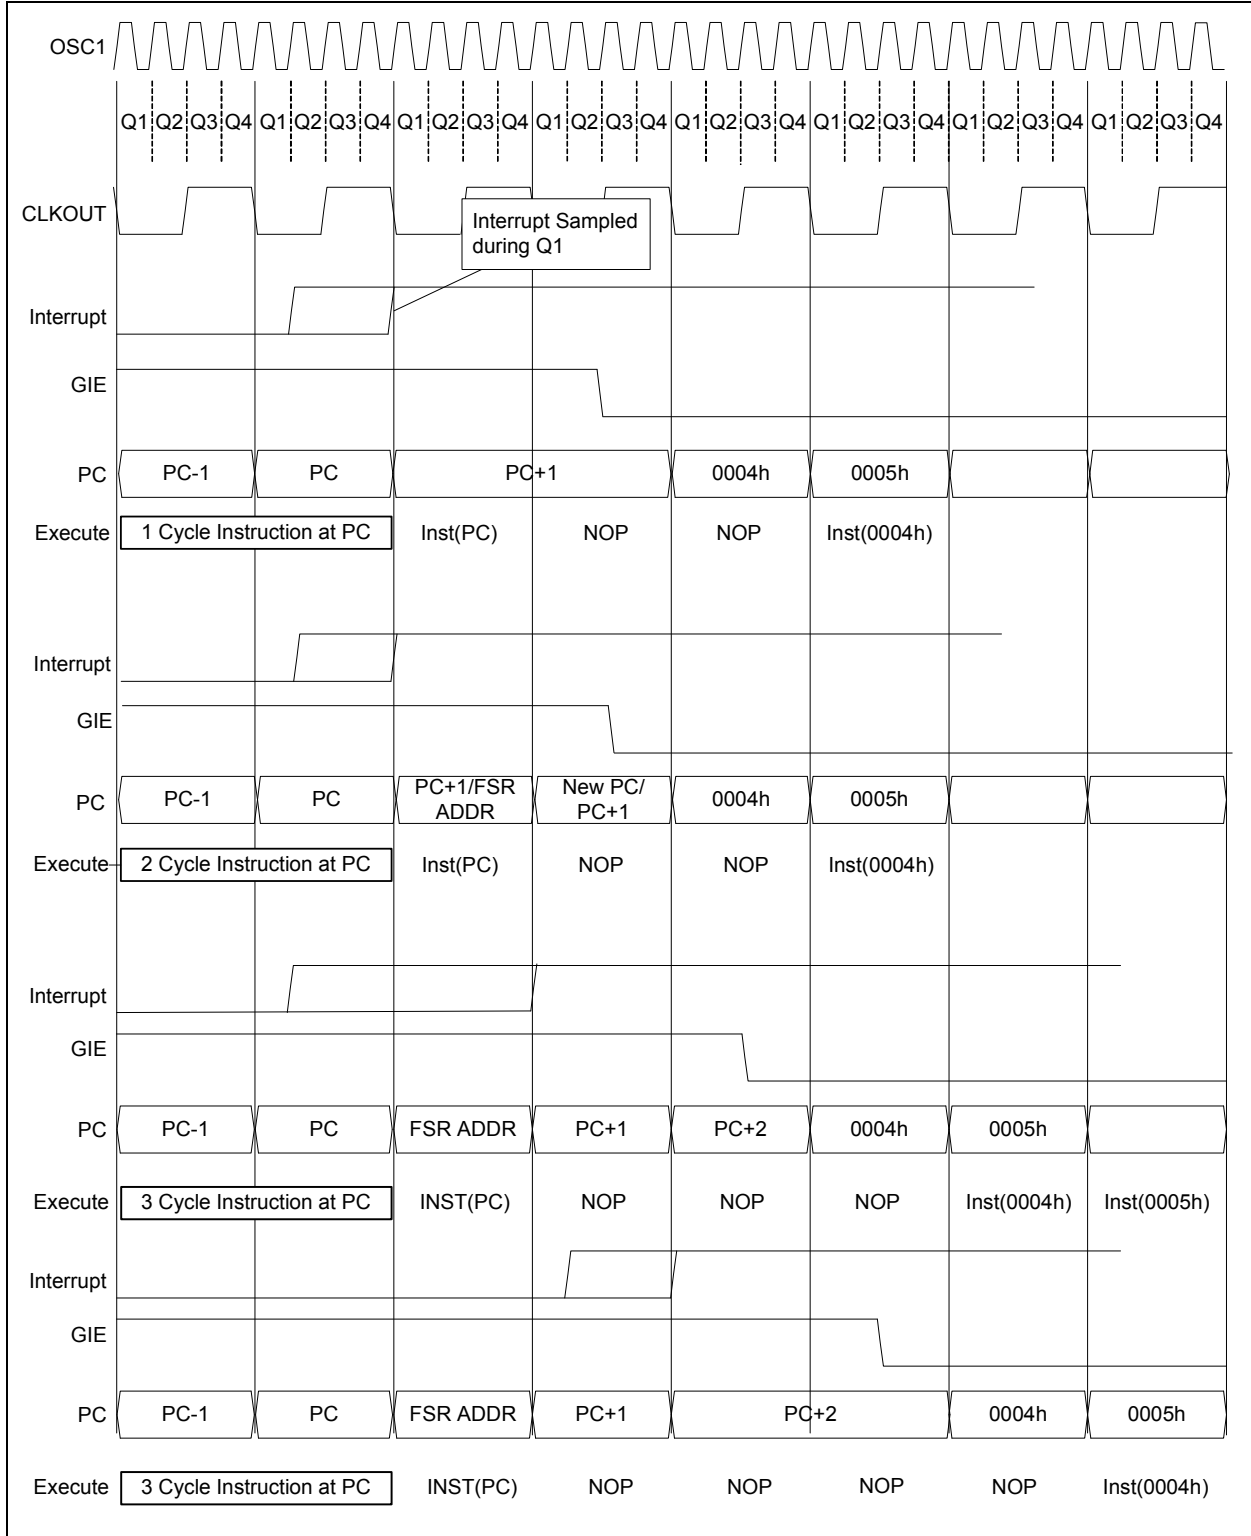 OSC1
Q1 Q2 Q3 Q4 Q1 Q2 Q3 Q4 Q1 Q2 Q3 Q4 Q1 Q2 Q3 Q4 Q1 Q2 Q3 Q4 Q1 Q2 Q3 Q4 Q1 Q2 Q3 Q4 Q1 Q2 Q3 Q4
CLKOUT
Interrupt Sampled
during Q1
Interrupt
GIE
PC PC-1 PC PC+1 0004h 0005h
Execute 1 Cycle Instruction at PC Inst(PC) NOP NOP Inst(0004h)
Interrupt
GIE
PC PC-1 PC PC+1/FSR ADDR New PC/ PC+1 0004h 0005h
Execute 2 Cycle Instruction at PC Inst(PC) NOP NOP Inst(0004h)
Interrupt
GIE
PC PC-1 PC FSR ADDR PC+1 PC+2 0004h 0005h
Execute 3 Cycle Instruction at PC INST(PC) NOP NOP NOP Inst(0004h) Inst(0005h)
Interrupt
GIE
PC PC-1 PC FSR ADDR PC+1 PC+2 0004h 0005h
Execute 3 Cycle Instruction at PC INST(PC) NOP NOP NOP NOP Inst(0004h)